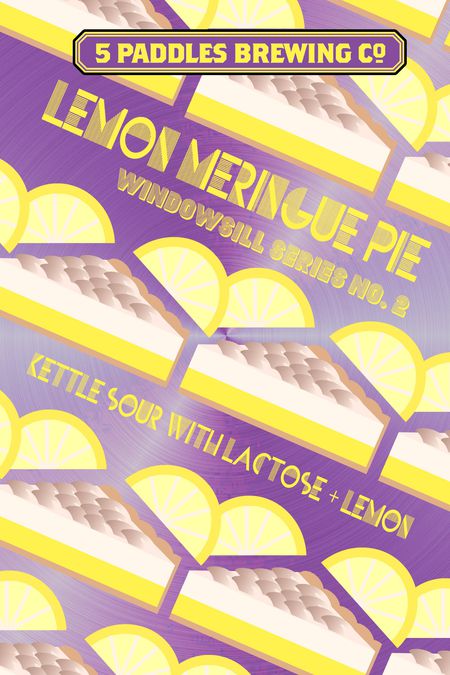 5 PADDLES BREWING CO
LEMON MERINGUE PIE
WINDOWSILL SERIES NO. 2
KETTLE SOUR WITH LACTOSE + LEMON